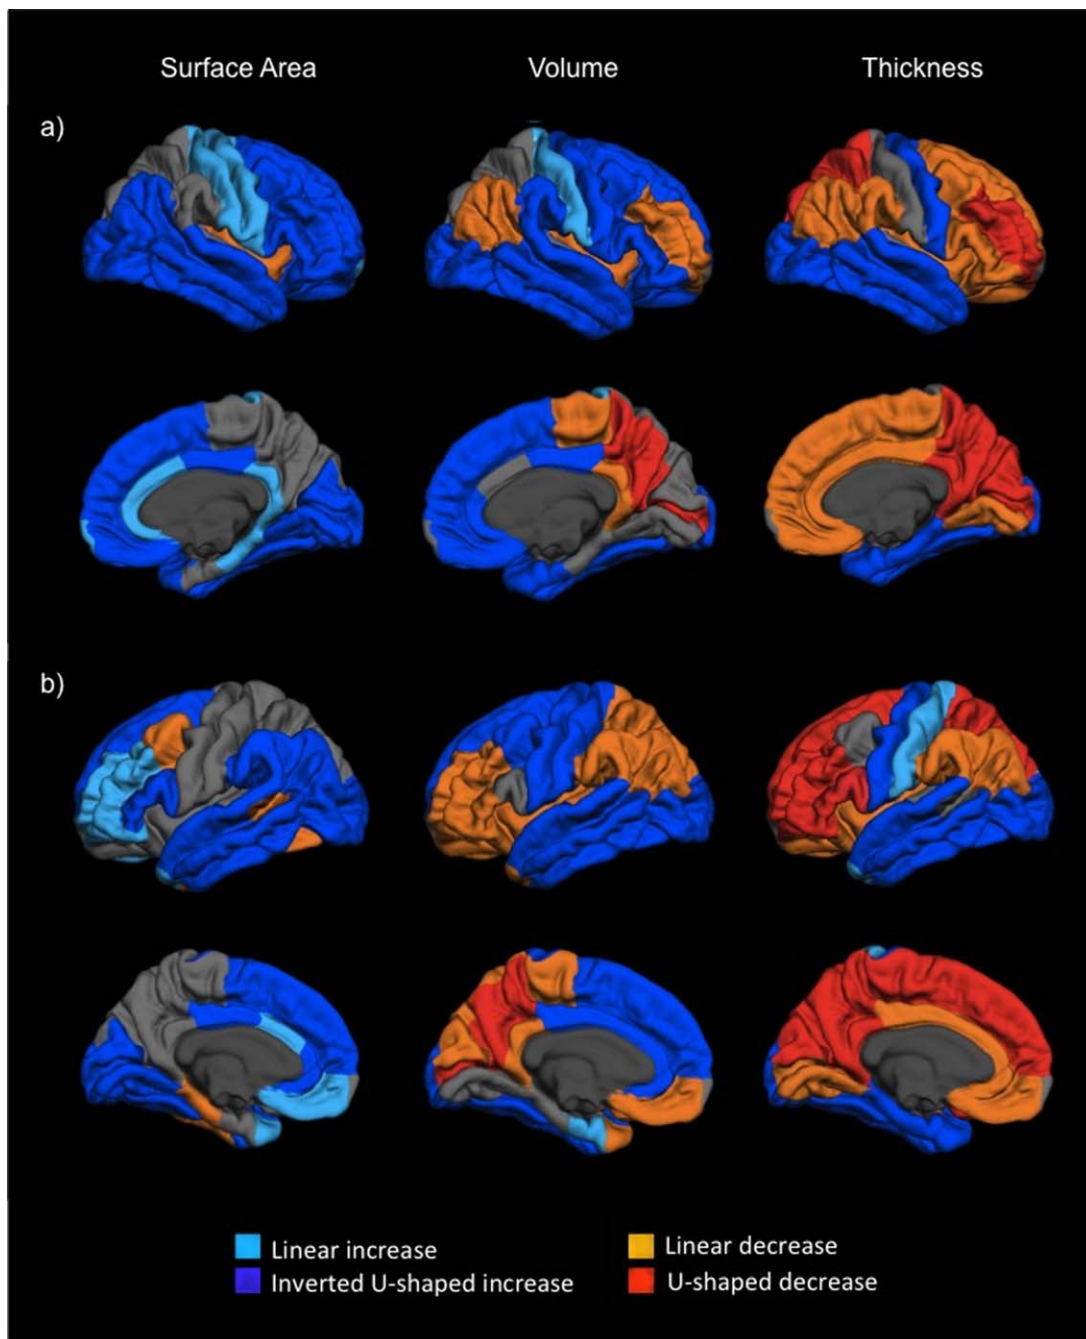 Surface Area Volume Thickness
a)
b)
Linear increase Linear decrease
Inverted U-shaped increase U-shaped decrease